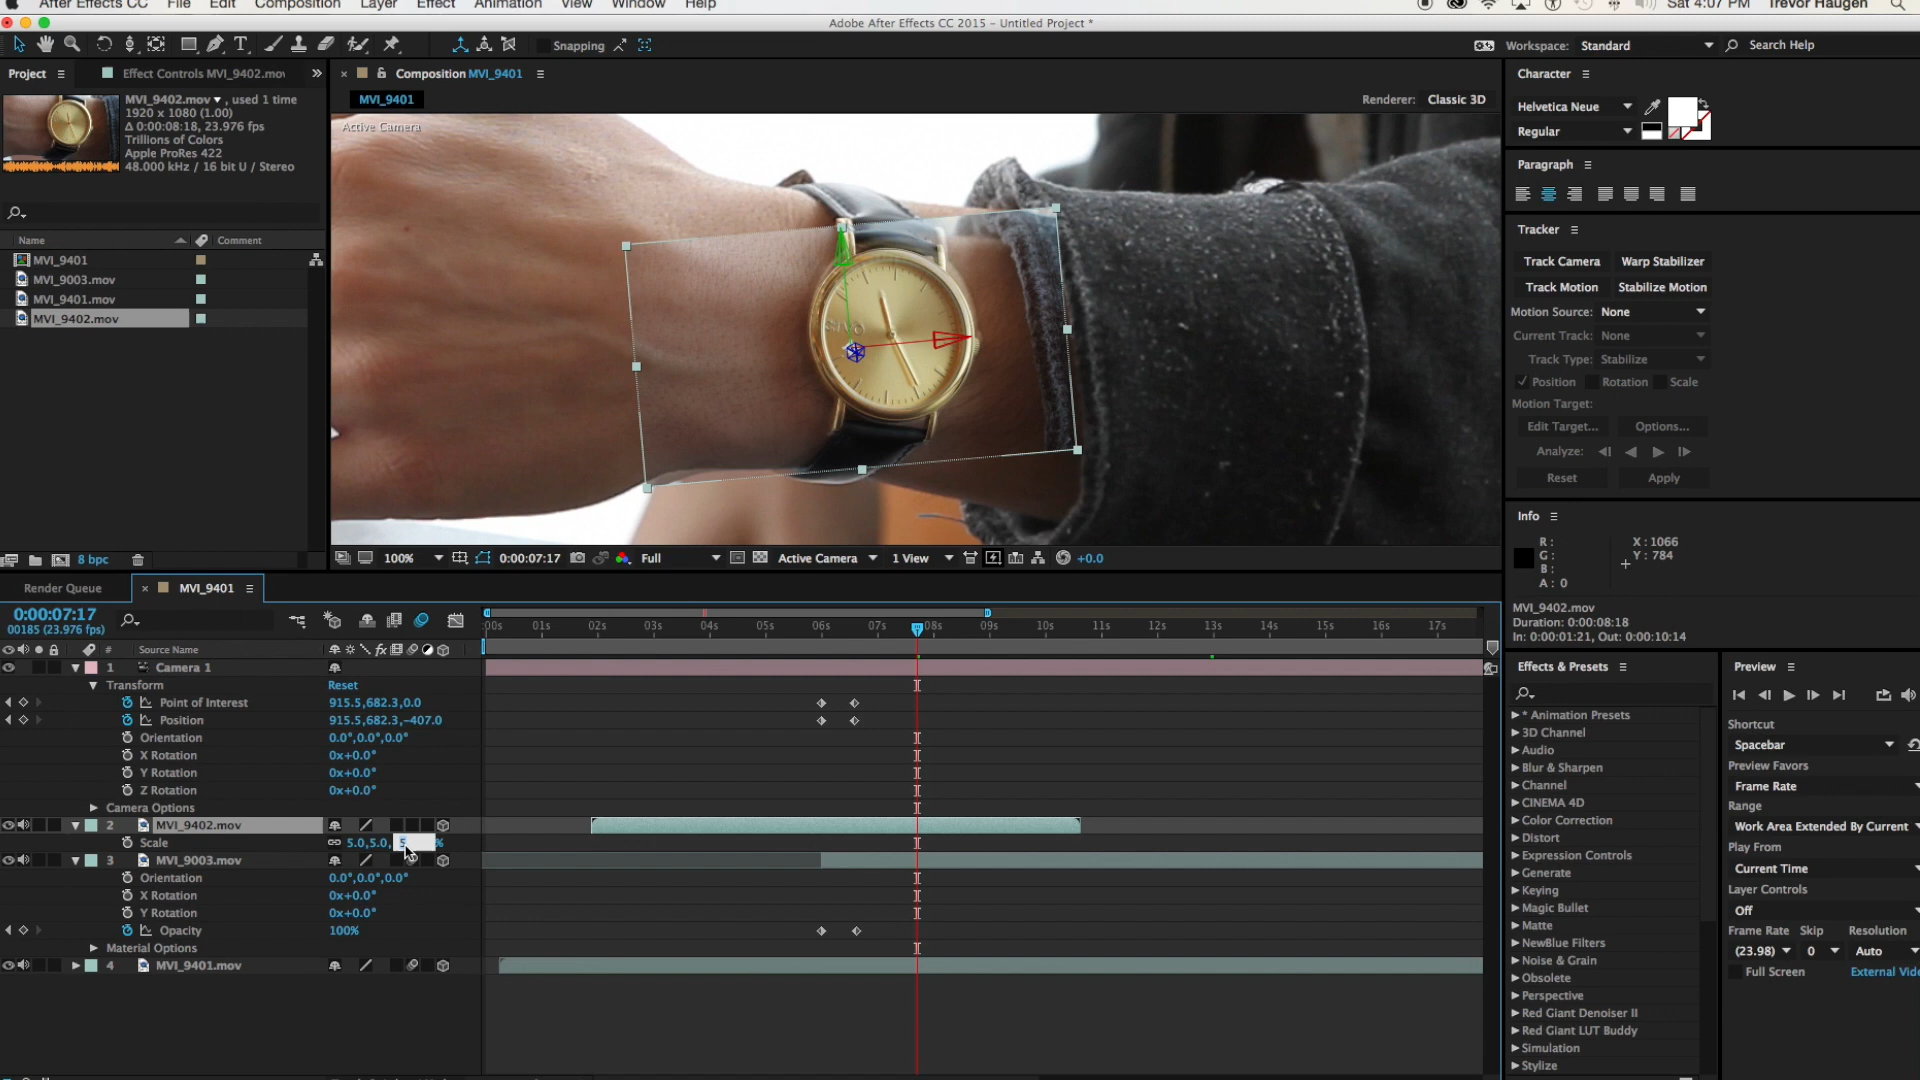 After Effects CC File Edit Composition Layer Effect Animation View Window Help
Sat 4:07 PM Trevor Haugen
Adobe After Effects CC 2015 – Untitled Project *
Snapping
Workspace: Standard
Search Help
Project
Effect Controls MVI_9402.mov
MVI_9402.mov, used 1 time
1920 x 1080 (1.00)
Δ 0:00:08:18, 23.976 fps
Trillions of Colors
Apple ProRes 422
48.000 kHz / 16 bit U / Stereo
Name Comment
MVI_9401
MVI_9003.mov
MVI_9401.mov
MVI_9402.mov
8 bpc
Composition MVI_9401
MVI_9401
Renderer: Classic 3D
Active Camera
100% 0:00:07:17 Full Active Camera 1 View +0.0
Character
Helvetica Neue
Regular
Paragraph
Tracker
Track Camera Warp Stabilizer
Track Motion Stabilize Motion
Motion Source: None
Current Track: None
Track Type: Stabilize
Position Rotation Scale
Motion Target:
Edit Target... Options...
Analyze:
Reset Apply
Info
R: X: 1066
G: Y: 784
B:
A: 0
MVI_9402.mov
Duration: 0:00:08:18
In: 0:00:01:21, Out: 0:00:10:14
Render Queue
MVI_9401
0:00:07:17
00185 (23.976 fps)
:00s 01s 02s 03s 04s 05s 06s 07s 08s 09s 10s 11s 12s 13s 14s 15s 16s 17s
# Source Name
1 Camera 1
Transform Reset
Point of Interest 915.5,682.3,0.0
Position 915.5,682.3,-407.0
Orientation 0.0°,0.0°,0.0°
X Rotation 0x+0.0°
Y Rotation 0x+0.0°
Z Rotation 0x+0.0°
Camera Options
2 MVI_9402.mov
Scale 5.0,5.0, 5 %
3 MVI_9003.mov
Orientation 0.0°,0.0°,0.0°
X Rotation 0x+0.0°
Y Rotation 0x+0.0°
Opacity 100%
Material Options
4 MVI_9401.mov
Effects & Presets
* Animation Presets
3D Channel
Audio
Blur & Sharpen
Channel
CINEMA 4D
Color Correction
Distort
Expression Controls
Generate
Keying
Magic Bullet
Matte
NewBlue Filters
Noise & Grain
Obsolete
Perspective
Red Giant Denoiser II
Red Giant LUT Buddy
Simulation
Stylize
Preview
Shortcut
Spacebar
Preview Favors
Frame Rate
Range
Work Area Extended By Current
Play From
Current Time
Layer Controls
Off
Frame Rate Skip Resolution
(23.98) 0 Auto
Full Screen External Vide